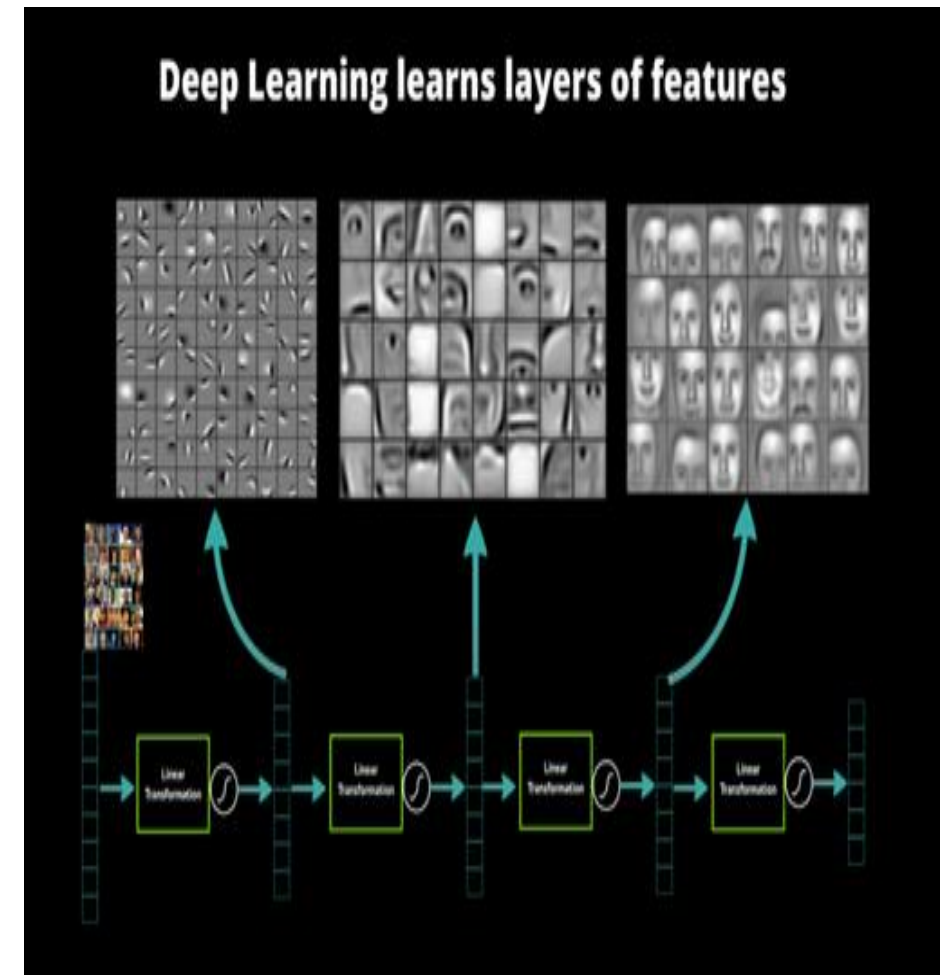 Deep Learning learns layers of features
Linear
Transformation
Linear
Transformation
Linear
Transformation
Linear
Transformation